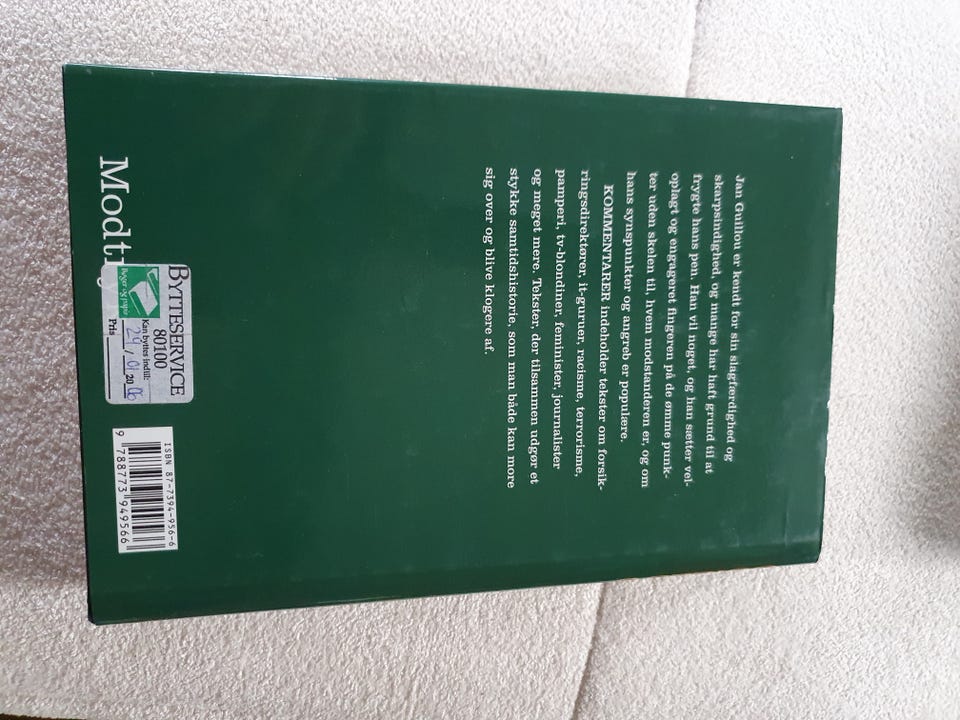 Jan Guillou er kendt for sin slagfærdighed og
skarpsindighed, og mange har haft grund til at
frygte hans pen. Han vil noget, og han sætter vel-
oplagt og engageret fingeren på de ømme punk-
ter uden skelen til, hvem modstanderen er, og om
hans synspunkter og angreb er populære.
KOMMENTARER indeholder tekster om forsik-
ringsdirektører, it-guruer, racisme, terrorisme,
pamperi, tv-blondiner, feminister, journalister
og meget mere. Tekster, der tilsammen udgør et
stykke samtidshistorie, som man både kan more
sig over og blive klogere af.
Modt
BYTTESERVICE
80100
Kan byttes indtil:
29 / 01 20 06
Pris
bøger og papir
ISBN 87-7394-956-6
9 788773 949566